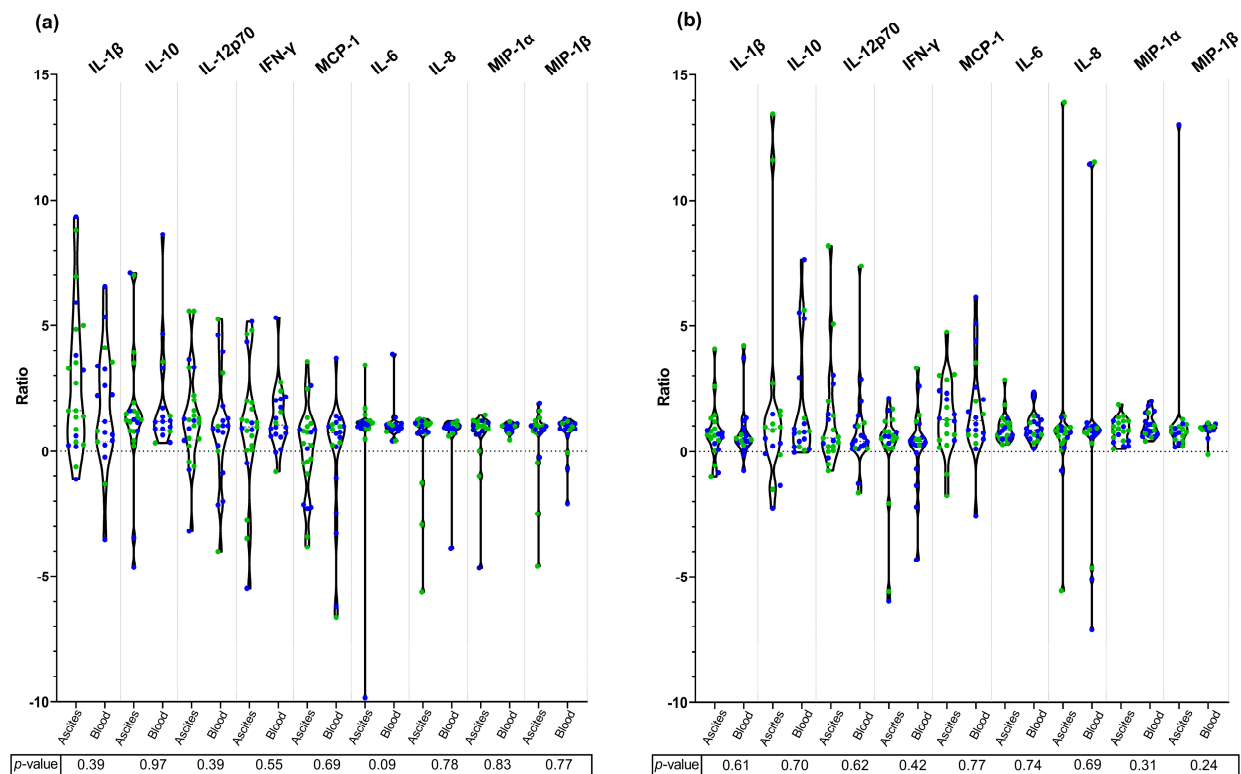 (a)
IL-1β IL-10 IL-12p70 IFN-γ MCP-1 IL-6 IL-8 MIP-1α MIP-1β
15
10
5
0
-5
-10
Ratio
Ascites Blood Ascites Blood Ascites Blood Ascites Blood Ascites Blood Ascites Blood Ascites Blood Ascites Blood Ascites Blood
p-value 0.39 0.97 0.39 0.55 0.69 0.09 0.78 0.83 0.77
(b)
IL-1β IL-10 IL-12p70 IFN-γ MCP-1 IL-6 IL-8 MIP-1α MIP-1β
15
10
5
0
-5
-10
Ratio
Ascites Blood Ascites Blood Ascites Blood Ascites Blood Ascites Blood Ascites Blood Ascites Blood Ascites Blood Ascites Blood
p-value 0.61 0.70 0.62 0.42 0.77 0.74 0.69 0.31 0.24